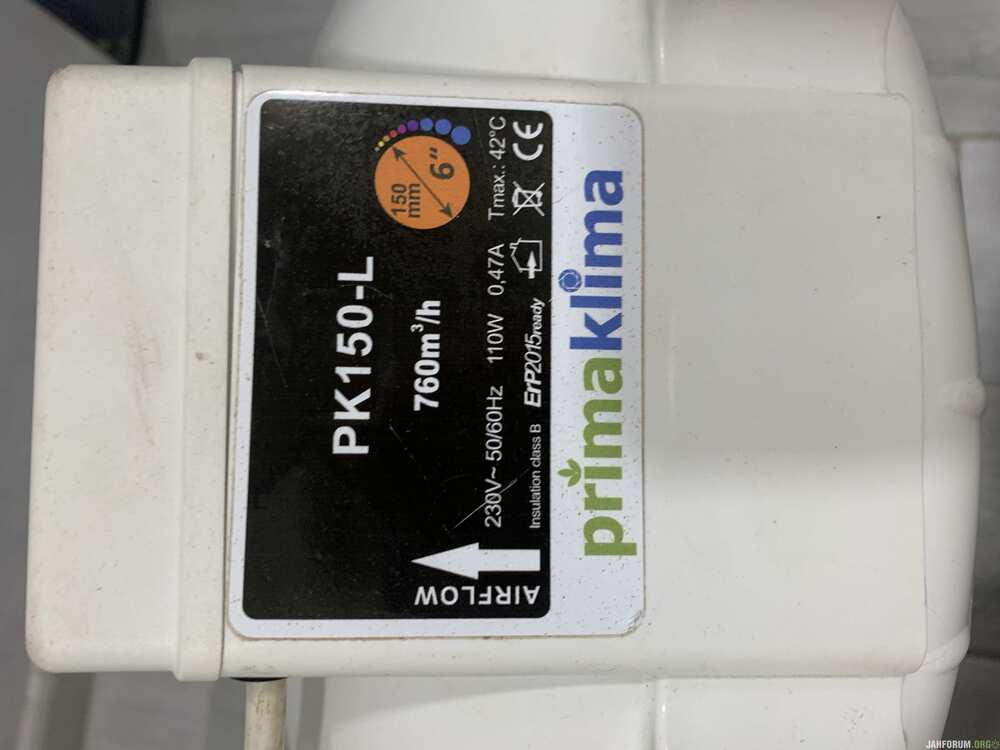 150
mm
6"
PK150-L
760m³/h
230V~ 50/60Hz 110W 0,47A Tmax.: 42°C
Insulation class B ErP2015ready CE
AIRFLOW
primaklima
JAHFORUM.ORG